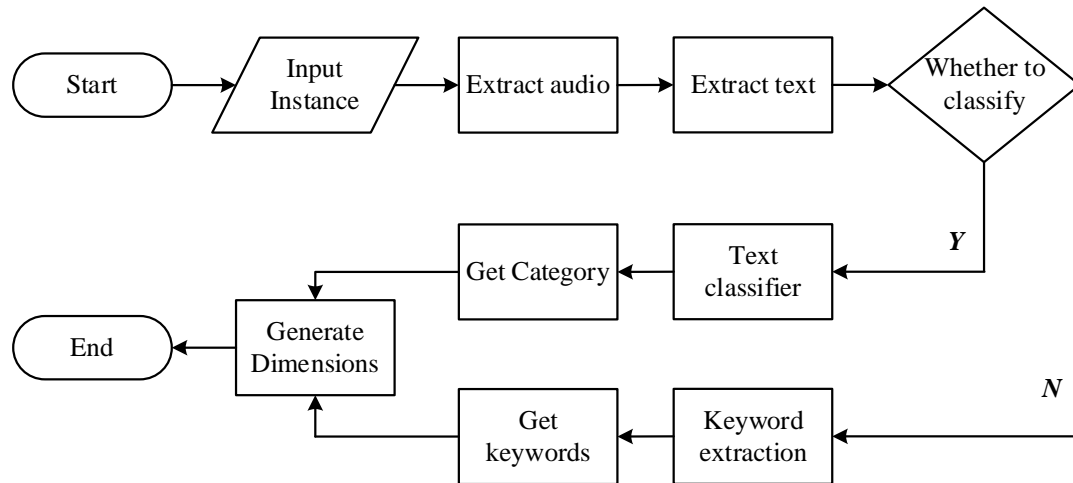 Start
Input
Instance
Extract audio
Extract text
Whether to
classify
Y
Get Category
Text
classifier
Generate
Dimensions
End
N
Get
keywords
Keyword
extraction